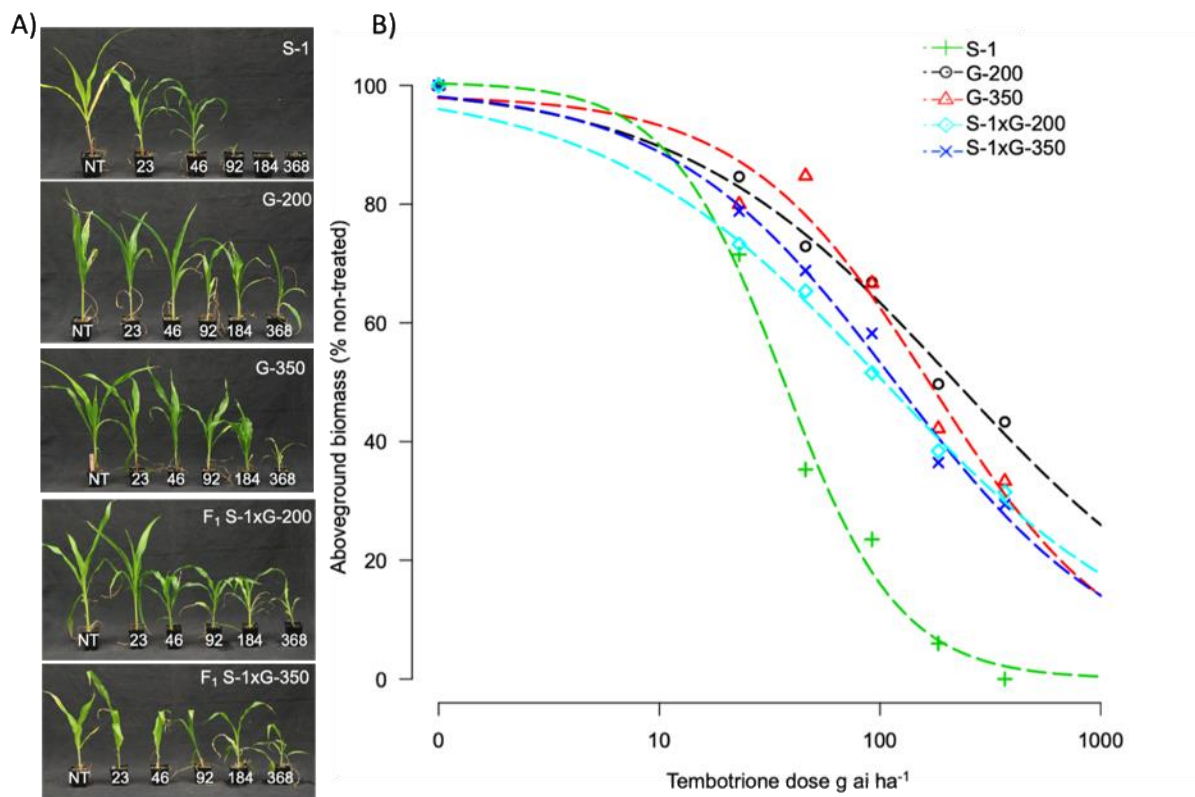 A)
S-1
NT 23 46 92 184 368
G-200
NT 23 46 92 184 368
G-350
NT 23 46 92 184 368
F₁ S-1xG-200
NT 23 46 92 184 368
F₁ S-1xG-350
NT 23 46 92 184 368
B)
S-1
G-200
G-350
S-1xG-200
S-1xG-350
Aboveground biomass (% non-treated)
100
80
60
40
20
0
0 10 100 1000
Tembotrione dose g ai ha⁻¹